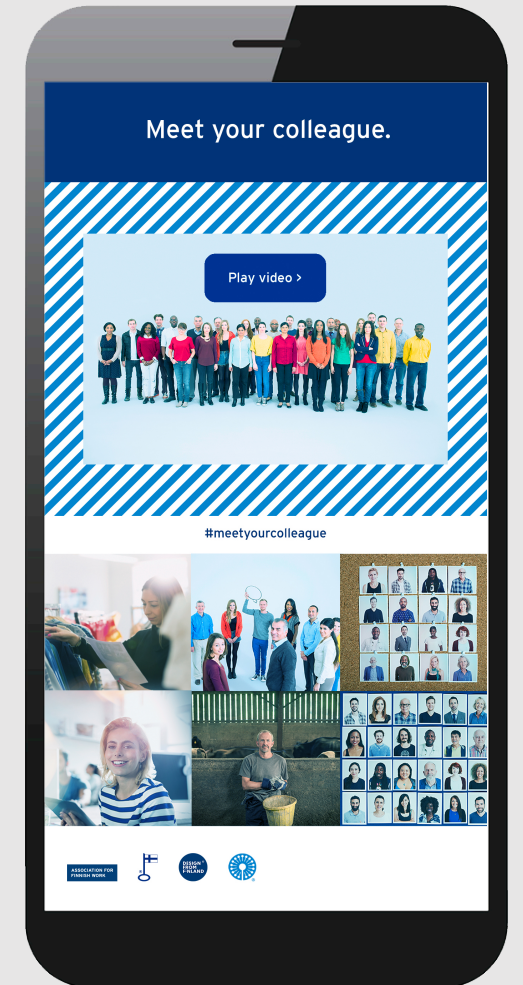 Meet your colleague.
Play video >
#meetyourcolleague
ASSOCIATION FOR
FINNISH WORK
DESIGN
FROM
FINLAND